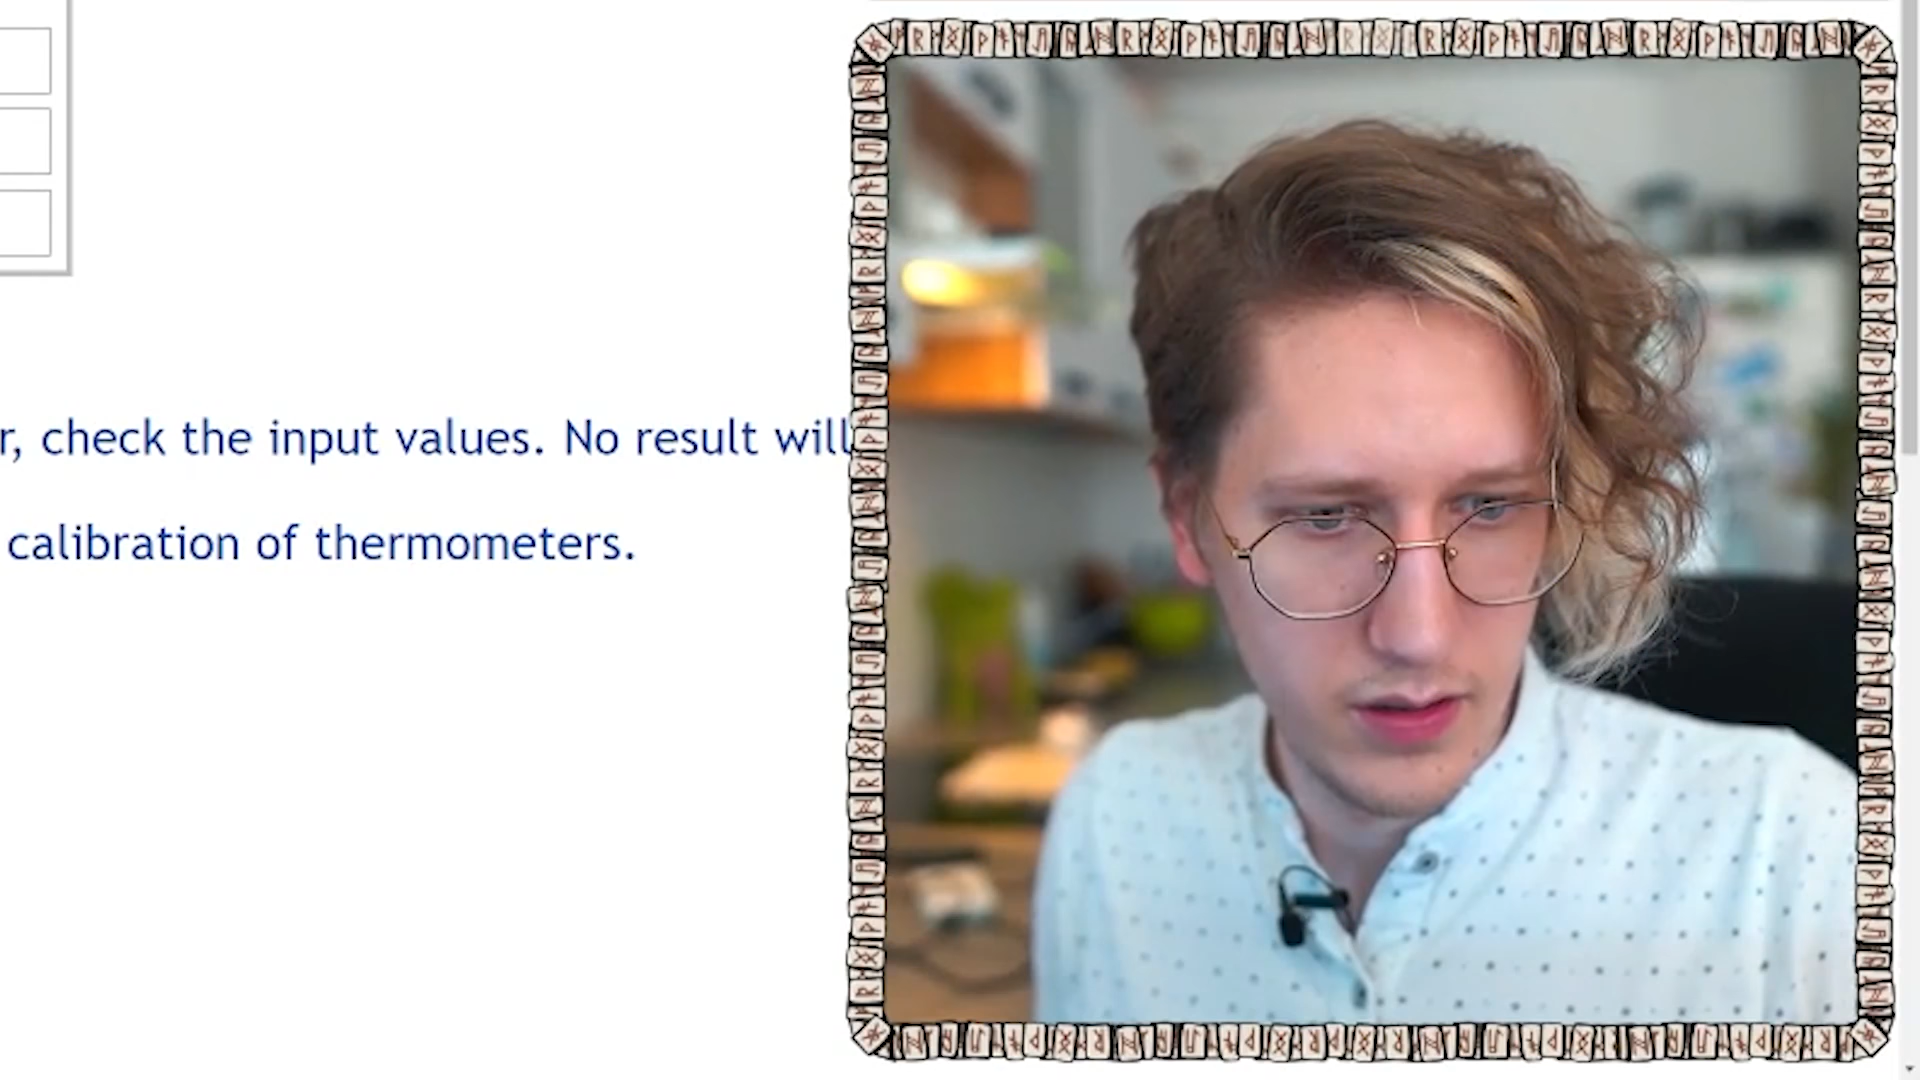 r, check the input values. No result will
calibration of thermometers.